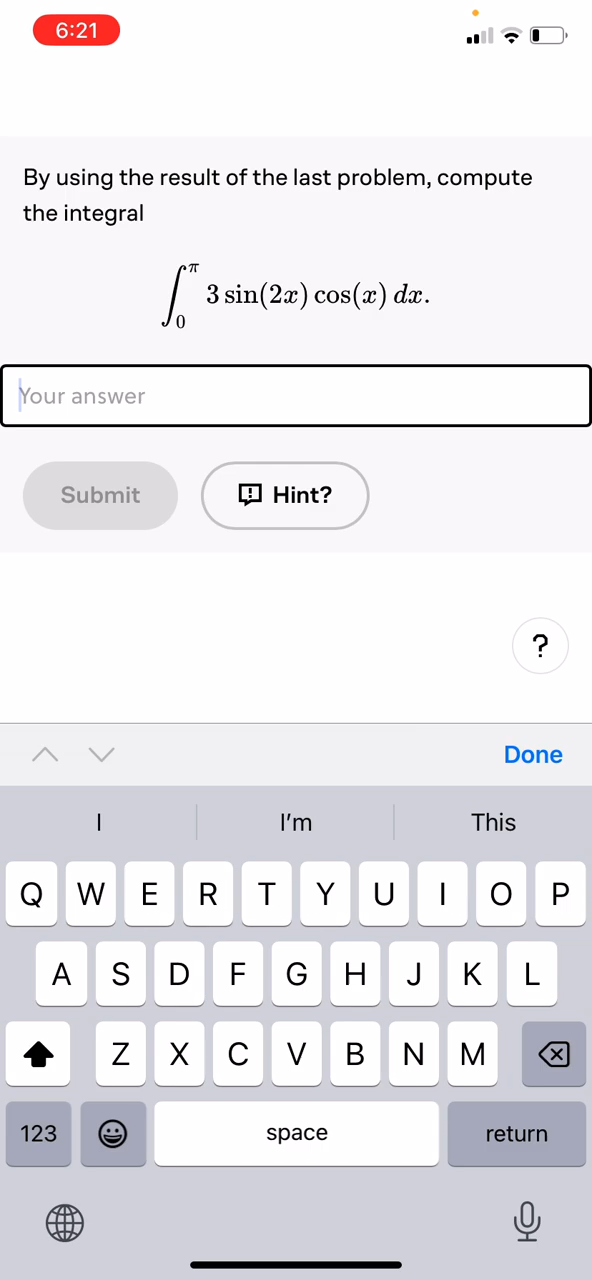 6:21
By using the result of the last problem, compute
the integral
∫₀^π 3 sin(2x) cos(x) dx.
Your answer
Submit
Hint?
?
Done
I
I'm
This
Q W E R T Y U I O P
A S D F G H J K L
Z X C V B N M
123
space
return